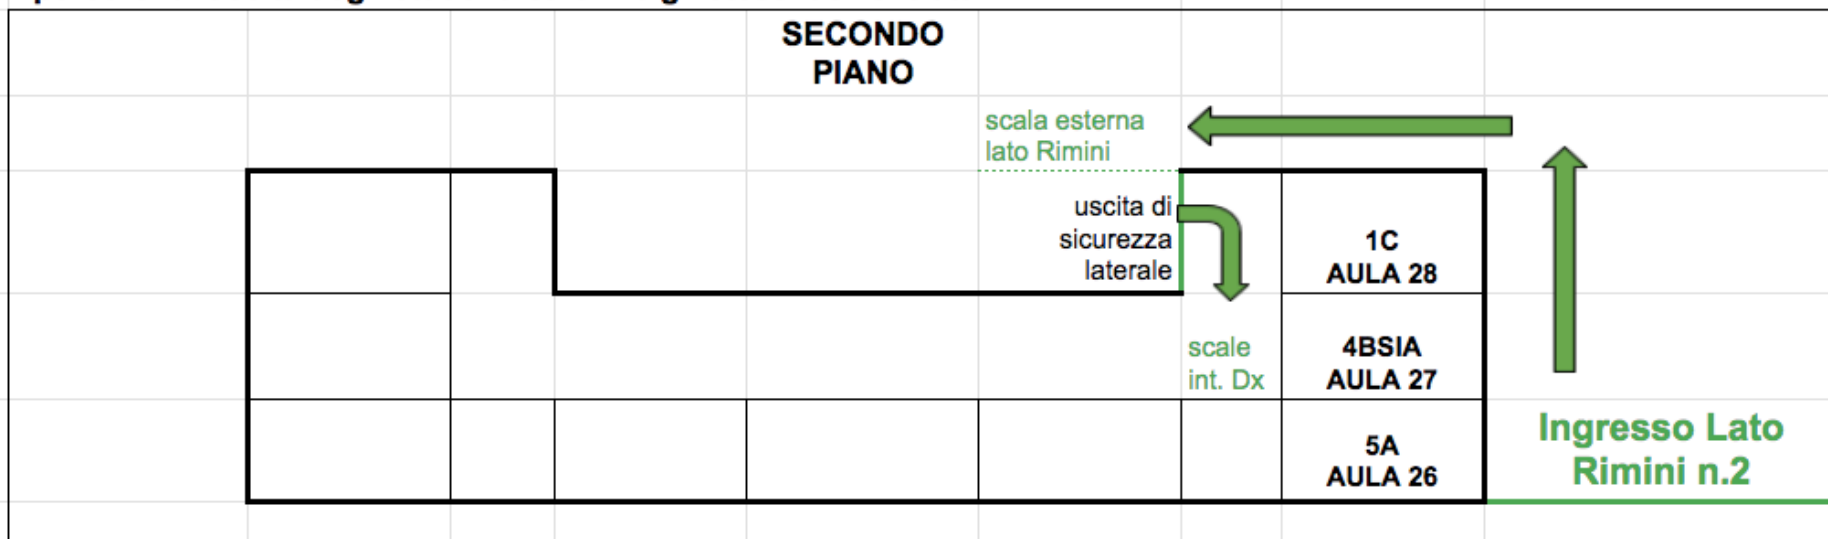 SECONDO
PIANO
scala esterna
lato Rimini
uscita di
sicurezza
laterale
1C
AULA 28
scale
int. Dx
4BSIA
AULA 27
5A
AULA 26
Ingresso Lato
Rimini n.2